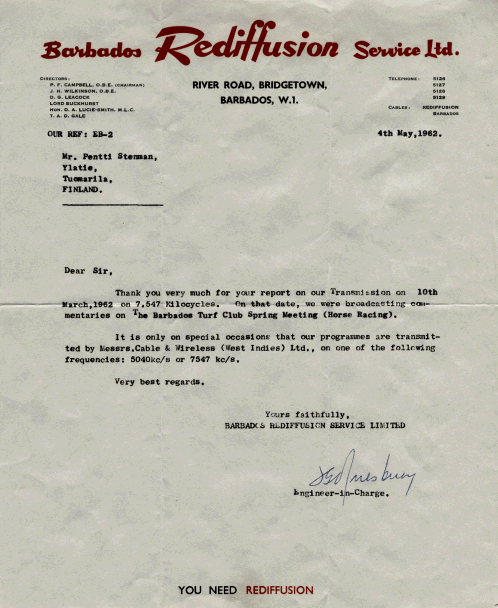 Barbados Rediffusion Service Ltd.
DIRECTORS:
P. F. CAMPBELL, O.B.E. (CHAIRMAN)
J. H. WILKINSON, O.B.E.
D. G. LEACOCK
LORD BUCKHURST
HON. D. A. LUCIE-SMITH, M.L.C.
T. A. D. GALE
RIVER ROAD, BRIDGETOWN,
BARBADOS, W.I.
TELEPHONE: 5126
5127
5128
5129
CABLES: REDIFFUSION
BARBADOS
OUR REF: EB-2
4th May,1962.
Mr. Pentti Stenman,
Ylatie,
Tuomarila,
FINLAND.
Dear Sir,
Thank you very much for your report on our Transmission on 10th
March,1962 on 7,547 Kilocycles. On that date, we were broadcasting com-
mentaries on The Barbados Turf Club Spring Meeting (Horse Racing).
It is only on special occasions that our programmes are transmit-
ted by Messrs.Cable & Wireless (West Indies) Ltd., on one of the following
frequencies: 5040kc/s or 7547 kc/s.
Very best regards.
Yours faithfully,
BARBADOS REDIFFUSION SERVICE LIMITED
Engineer-in-Charge.
YOU NEED REDIFFUSION